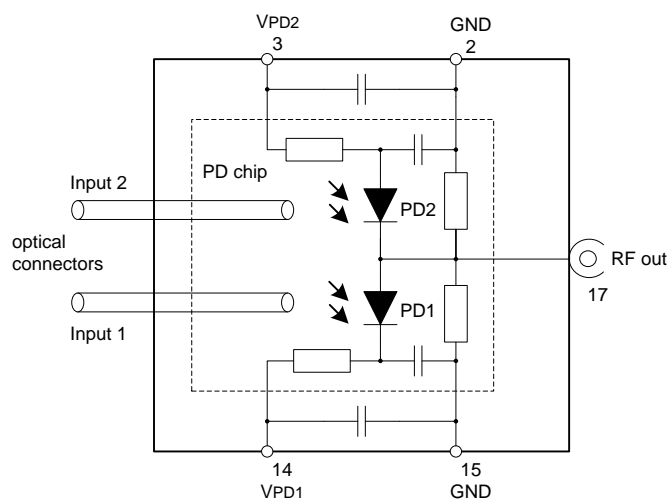 VPD2
GND
3
2
PD chip
Input 2
PD2
optical
connectors
RF out
17
PD1
Input 1
14
15
VPD1
GND